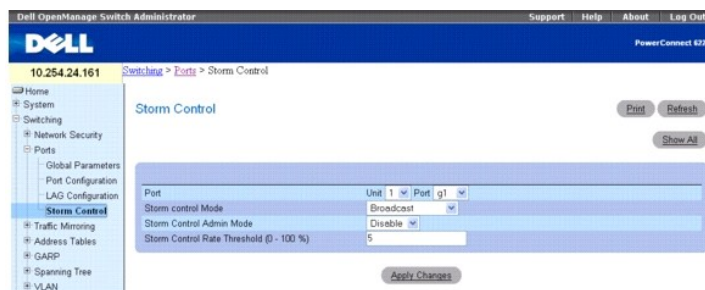 Dell OpenManage Switch Administrator
Support Help About Log Out
DELL
PowerConnect 627
10.254.24.161
Switching > Ports > Storm Control
Home
System
Switching
Network Security
Ports
Global Parameters
Port Configuration
LAG Configuration
Storm Control
Traffic Mirroring
Address Tables
GARP
Spanning Tree
VLAN
Storm Control
Print Refresh
Show All
Port Unit 1 Port g1
Storm control Mode Broadcast
Storm Control Admin Mode Disable
Storm Control Rate Threshold (0 - 100 %) 5
Apply Changes